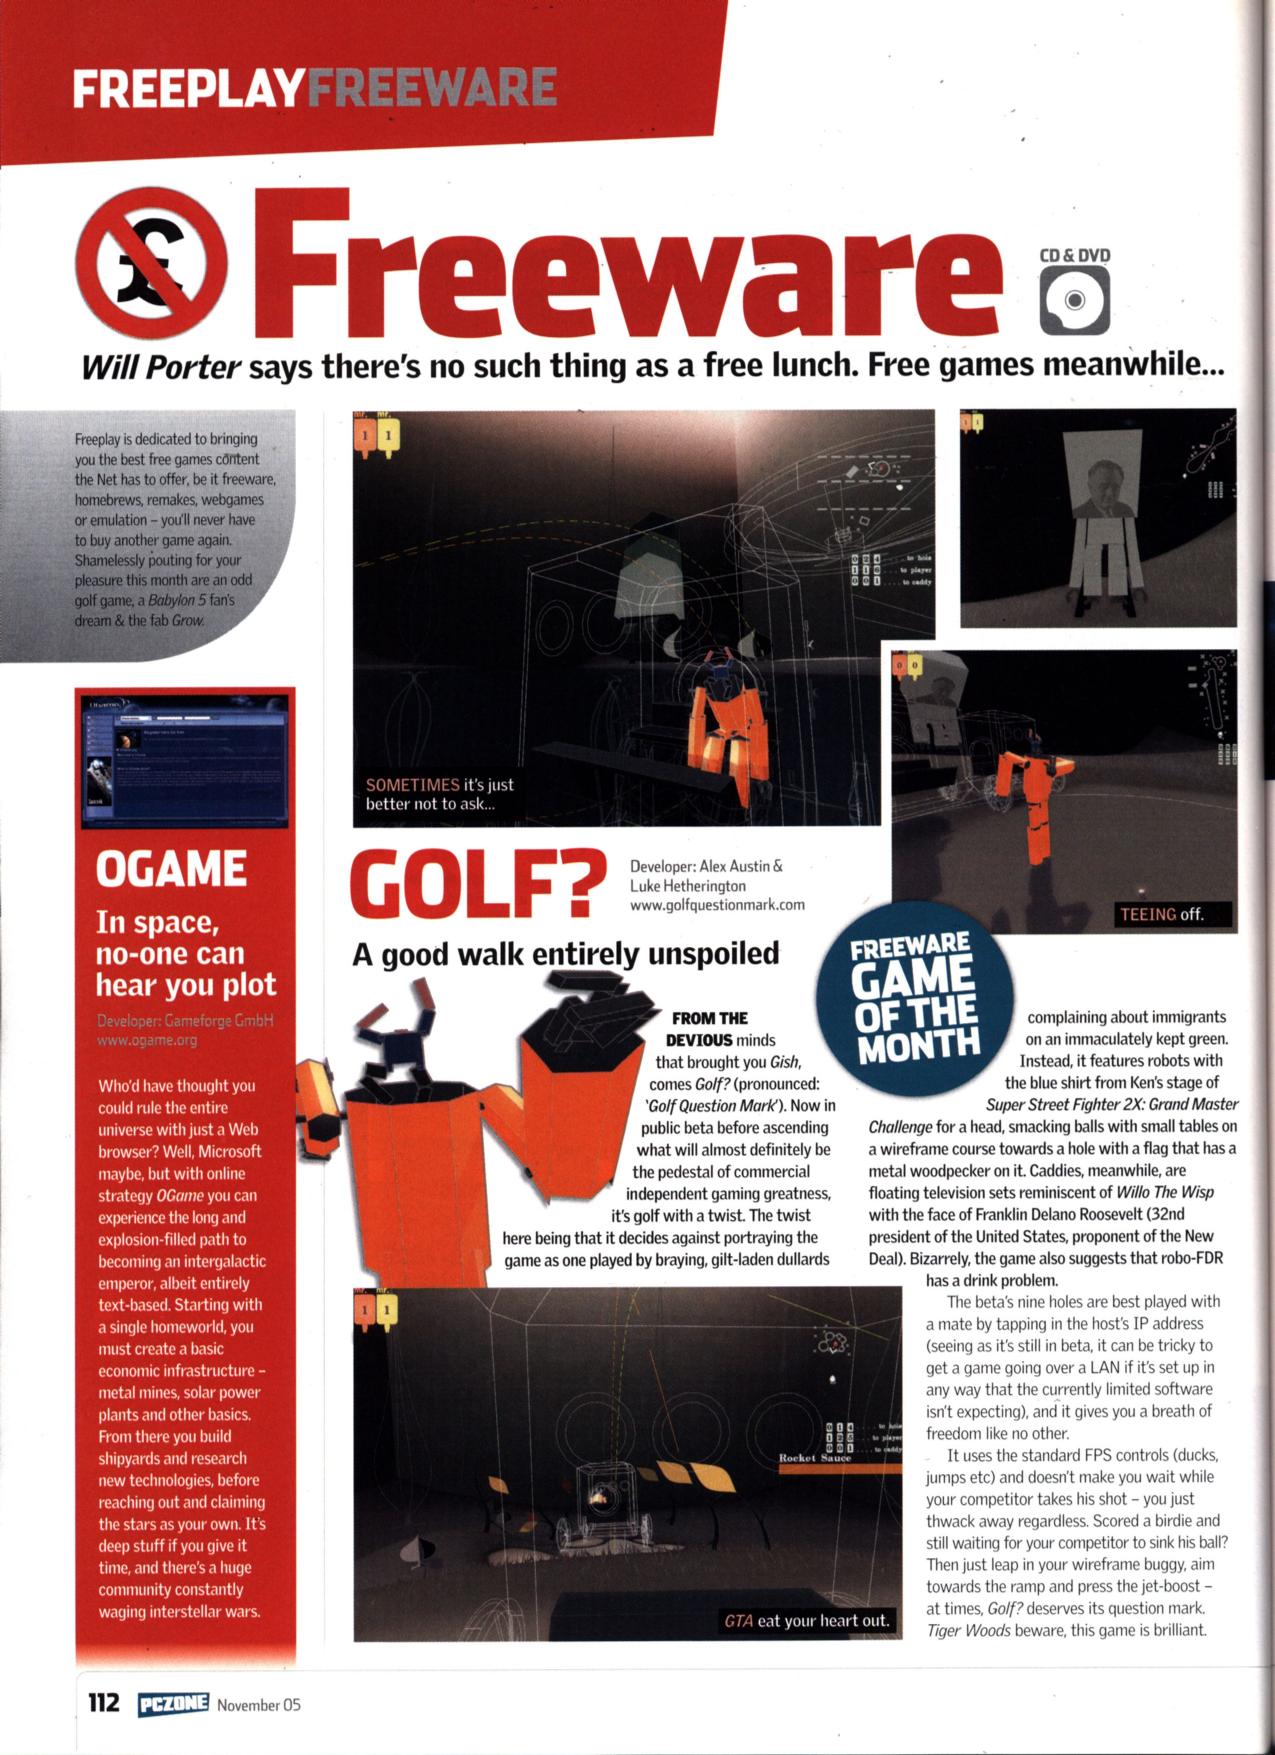 FREEPLAYFREEWARE
£
Freeware
CD & DVD
Will Porter says there's no such thing as a free lunch. Free games meanwhile...
Freeplay is dedicated to bringing
you the best free games content
the Net has to offer, be it freeware,
homebrews, remakes, webgames
or emulation – you'll never have
to buy another game again.
Shamelessly pouting for your
pleasure this month are an odd
golf game, a Babylon 5 fan's
dream & the fab Grow.
OGAME
In space,
no-one can
hear you plot
Developer: Gameforge GmbH
www.ogame.org
Who'd have thought you
could rule the entire
universe with just a Web
browser? Well, Microsoft
maybe, but with online
strategy OGame you can
experience the long and
explosion-filled path to
becoming an intergalactic
emperor, albeit entirely
text-based. Starting with
a single homeworld, you
must create a basic
economic infrastructure –
metal mines, solar power
plants and other basics.
From there you build
shipyards and research
new technologies, before
reaching out and claiming
the stars as your own. It's
deep stuff if you give it
time, and there's a huge
community constantly
waging interstellar wars.
1 1
to hole
to player
to caddy
SOMETIMES it's just
better not to ask...
1 1
0 0
TEEING off.
GOLF?
Developer: Alex Austin &
Luke Hetherington
www.golfquestionmark.com
A good walk entirely unspoiled
FREEWARE
GAME
OF THE
MONTH
FROM THE
DEVIOUS minds
that brought you Gish,
comes Golf? (pronounced:
'Golf Question Mark'). Now in
public beta before ascending
what will almost definitely be
the pedestal of commercial
independent gaming greatness,
it's golf with a twist. The twist
here being that it decides against portraying the
game as one played by braying, gilt-laden dullards
complaining about immigrants
on an immaculately kept green.
Instead, it features robots with
the blue shirt from Ken's stage of
Super Street Fighter 2X: Grand Master
Challenge for a head, smacking balls with small tables on
a wireframe course towards a hole with a flag that has a
metal woodpecker on it. Caddies, meanwhile, are
floating television sets reminiscent of Willo The Wisp
with the face of Franklin Delano Roosevelt (32nd
president of the United States, proponent of the New
Deal). Bizarrely, the game also suggests that robo-FDR
has a drink problem.
The beta's nine holes are best played with
a mate by tapping in the host's IP address
(seeing as it's still in beta, it can be tricky to
get a game going over a LAN if it's set up in
any way that the currently limited software
isn't expecting), and it gives you a breath of
freedom like no other.
It uses the standard FPS controls (ducks,
jumps etc) and doesn't make you wait while
your competitor takes his shot – you just
thwack away regardless. Scored a birdie and
still waiting for your competitor to sink his ball?
Then just leap in your wireframe buggy, aim
towards the ramp and press the jet-boost –
at times, Golf? deserves its question mark.
Tiger Woods beware, this game is brilliant.
1 1
to hole
to player
to caddy
Rocket Sauce
GTA eat your heart out.
112 PCZONE November 05